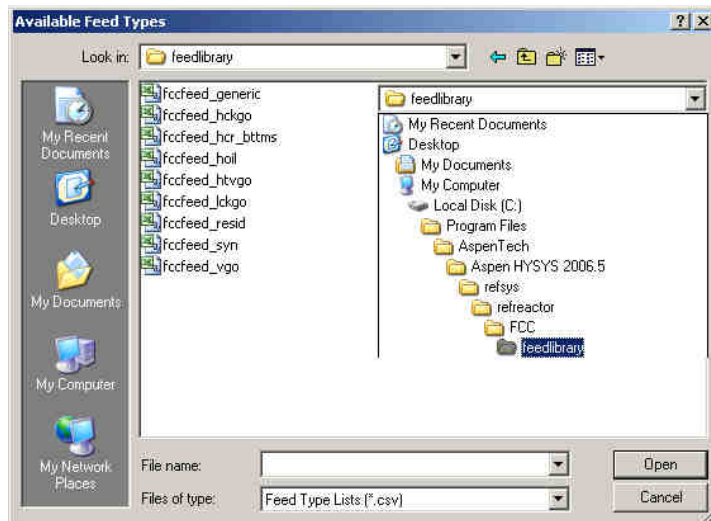 Available Feed Types
Look in: feedlibrary
My Recent Documents
Desktop
My Documents
My Computer
My Network Places
fccfeed_generic
fccfeed_hckgo
fccfeed_hcr_bttms
fccfeed_hoil
fccfeed_htvgo
fccfeed_lckgo
fccfeed_resid
fccfeed_syn
fccfeed_vgo
feedlibrary
My Recent Documents
Desktop
My Documents
My Computer
Local Disk (C:)
Program Files
AspenTech
Aspen HYSYS 2006.5
refsys
refreactor
FCC
feedlibrary
File name:
Open
Files of type: Feed Type Lists (*.csv)
Cancel